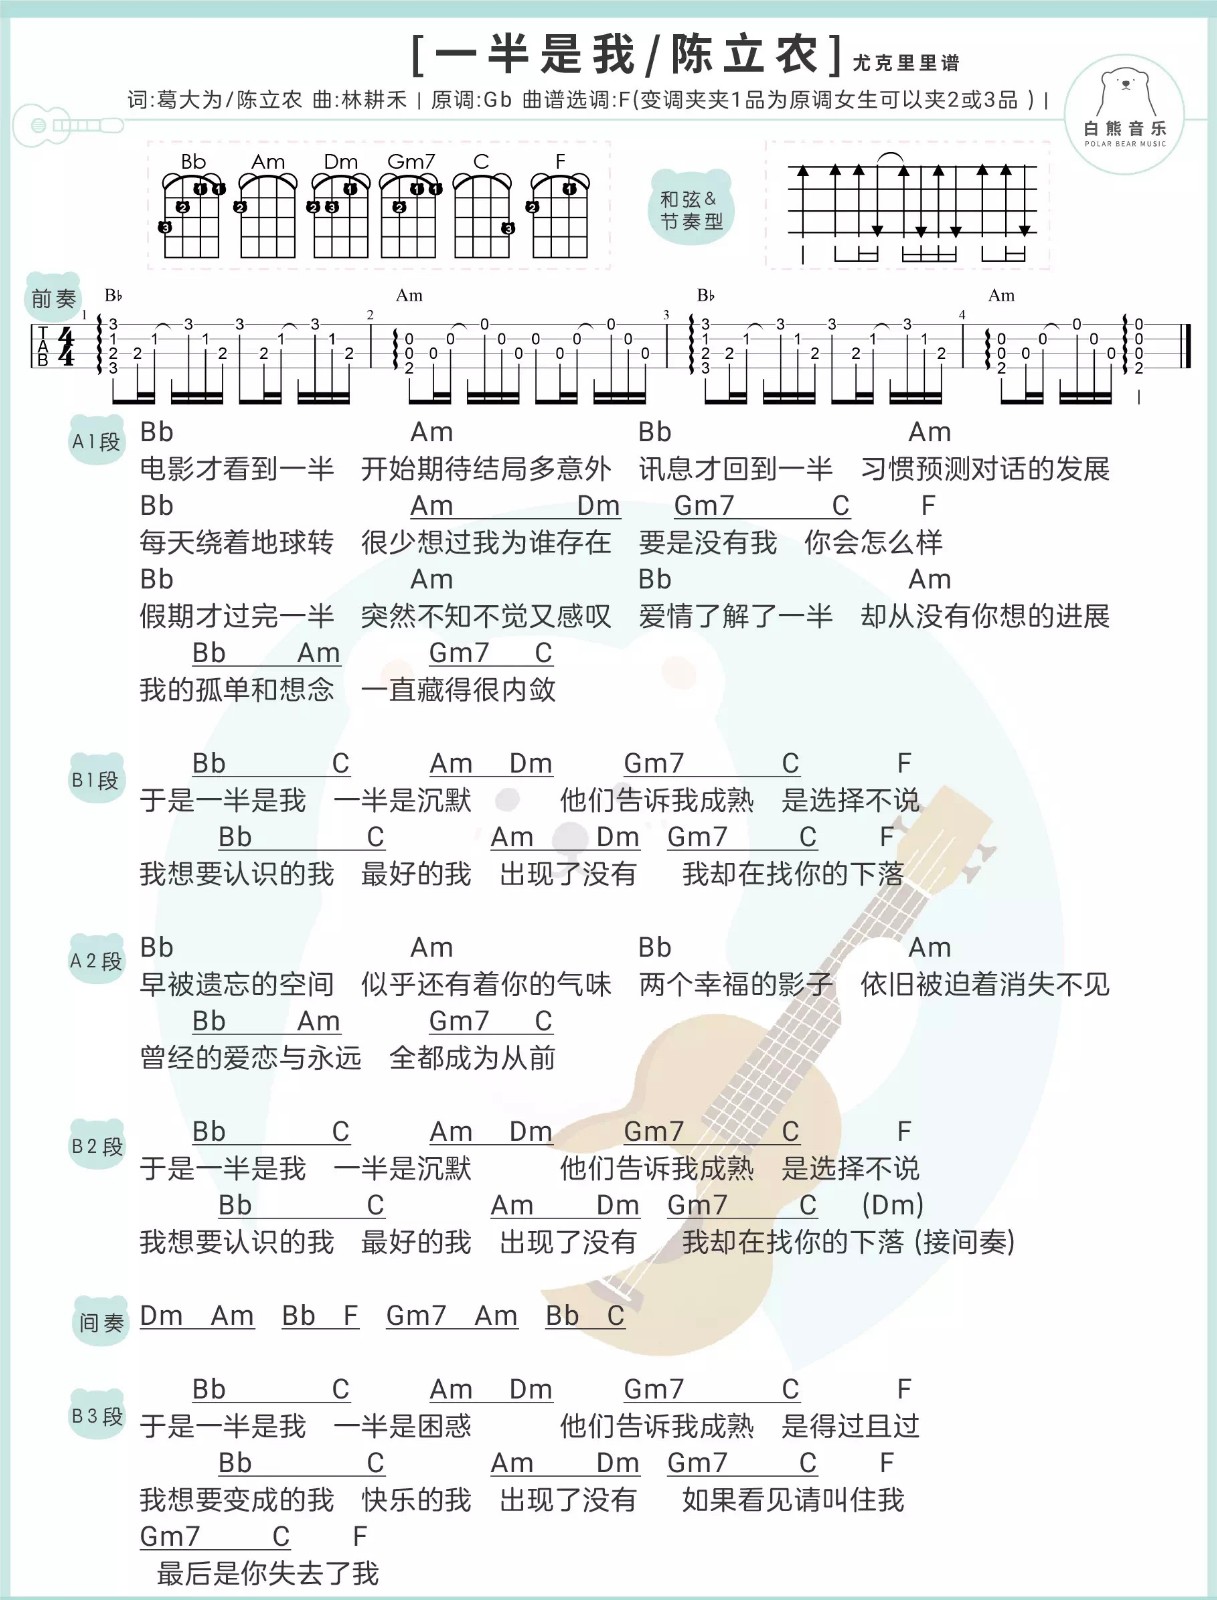 [一半是我/陈立农] 尤克里里谱
词:葛大为/陈立农 曲:林耕禾 | 原调:Gb 曲谱选调:F(变调夹夹1品为原调女生可以夹2或3品 ) |
白熊音乐
POLAR BEAR MUSIC
Bb Am Dm Gm7 C F
和弦&
节奏型
前奏
B♭ Am B♭ Am
1 2 3 4
T
A
B
4
4
A1段
Bb Am Bb Am
电影才看到一半 开始期待结局多意外 讯息才回到一半 习惯预测对话的发展
Bb Am Dm Gm7 C F
每天绕着地球转 很少想过我为谁存在 要是没有我 你会怎么样
Bb Am Bb Am
假期才过完一半 突然不知不觉又感叹 爱情了解了一半 却从没有你想的进展
Bb Am Gm7 C
我的孤单和想念 一直藏得很内敛
B1段
Bb C Am Dm Gm7 C F
于是一半是我 一半是沉默 他们告诉我成熟 是选择不说
Bb C Am Dm Gm7 C F
我想要认识的我 最好的我 出现了没有 我却在找你的下落
A2段
Bb Am Bb Am
早被遗忘的空间 似乎还有着你的气味 两个幸福的影子 依旧被迫着消失不见
Bb Am Gm7 C
曾经的爱恋与永远 全都成为从前
B2段
Bb C Am Dm Gm7 C F
于是一半是我 一半是沉默 他们告诉我成熟 是选择不说
Bb C Am Dm Gm7 C (Dm)
我想要认识的我 最好的我 出现了没有 我却在找你的下落 (接间奏)
间奏
Dm Am Bb F Gm7 Am Bb C
B3段
Bb C Am Dm Gm7 C F
于是一半是我 一半是困惑 他们告诉我成熟 是得过且过
Bb C Am Dm Gm7 C F
我想要变成的我 快乐的我 出现了没有 如果看见请叫住我
Gm7 C F
最后是你失去了我